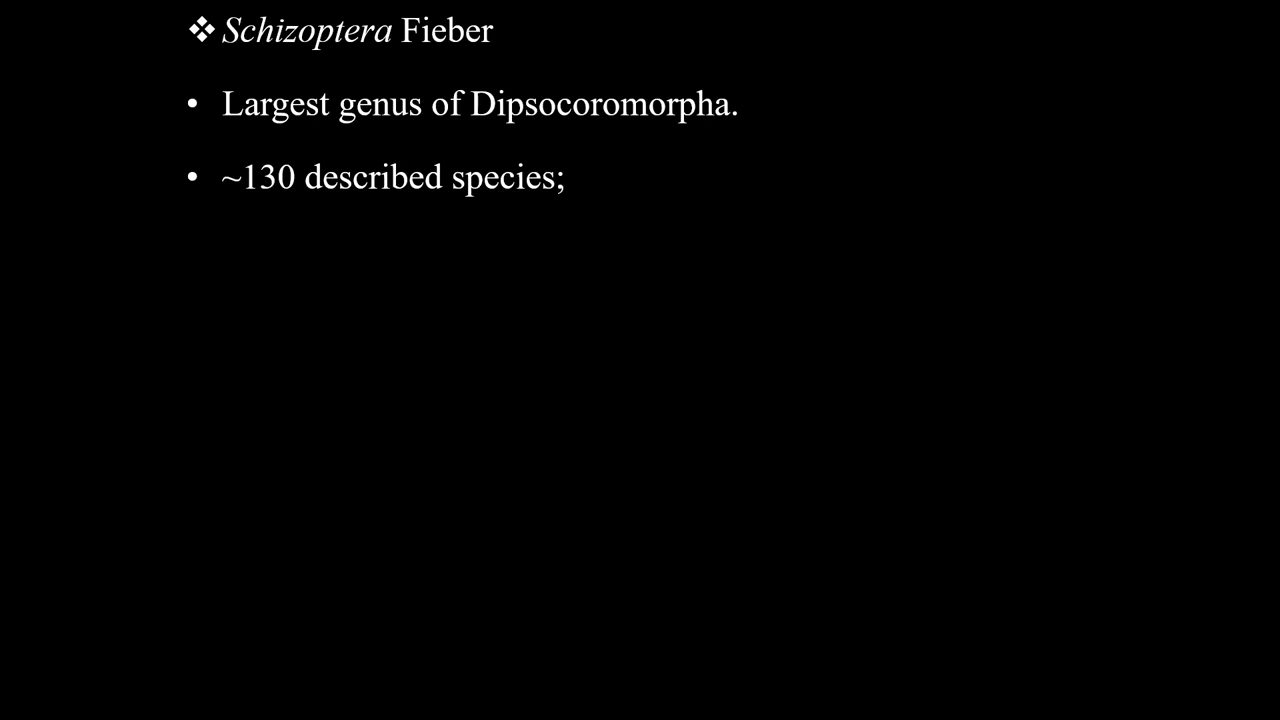 ❖ Schizoptera Fieber
• Largest genus of Dipsocoromorpha.
• ~130 described species;